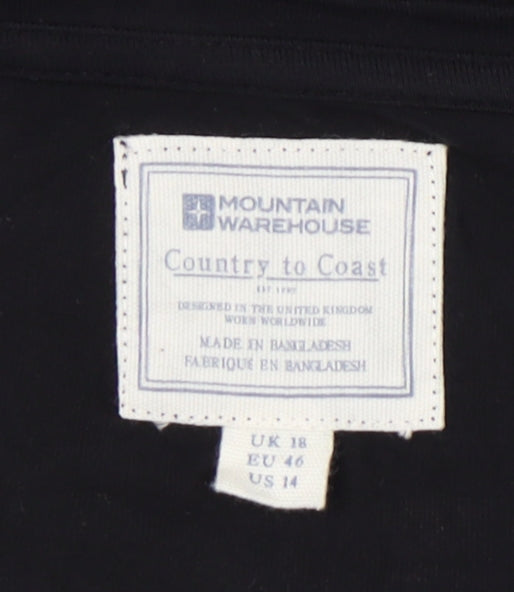 MOUNTAIN
WAREHOUSE
Country to Coast
DESIGNED IN THE UNITED KINGDOM
WORN WORLDWIDE
MADE IN BANGLADESH
FABRIQUÉ EN BANGLADESH
UK 18
EU 46
US 14